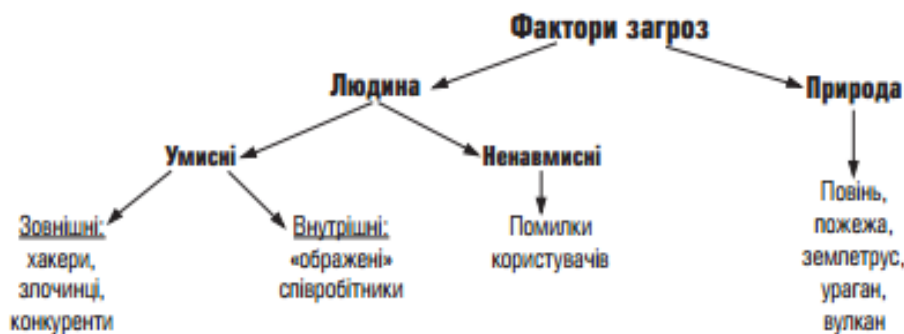 Фактори загроз
Людина
Природа
Умисні
Ненавмисні
Зовнішні:
хакери,
злочинці,
конкуренти
Внутрішні:
«ображені»
співробітники
Помилки
користувачів
Повінь,
пожежа,
землетрус,
ураган,
вулкан